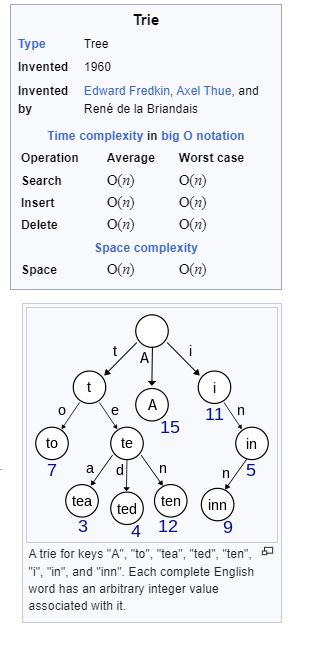 Trie
Type Tree
Invented 1960
Invented Edward Fredkin, Axel Thue, and
by René de la Briandais
Time complexity in big O notation
Operation Average Worst case
Search O(n) O(n)
Insert O(n) O(n)
Delete O(n) O(n)
Space complexity
Space O(n) O(n)
t A i
t A i
15 11
o e n
to te in
7 5
a d n n
tea ted ten inn
3 4 12 9
A trie for keys "A", "to", "tea", "ted", "ten",
"i", "in", and "inn". Each complete English
word has an arbitrary integer value
associated with it.